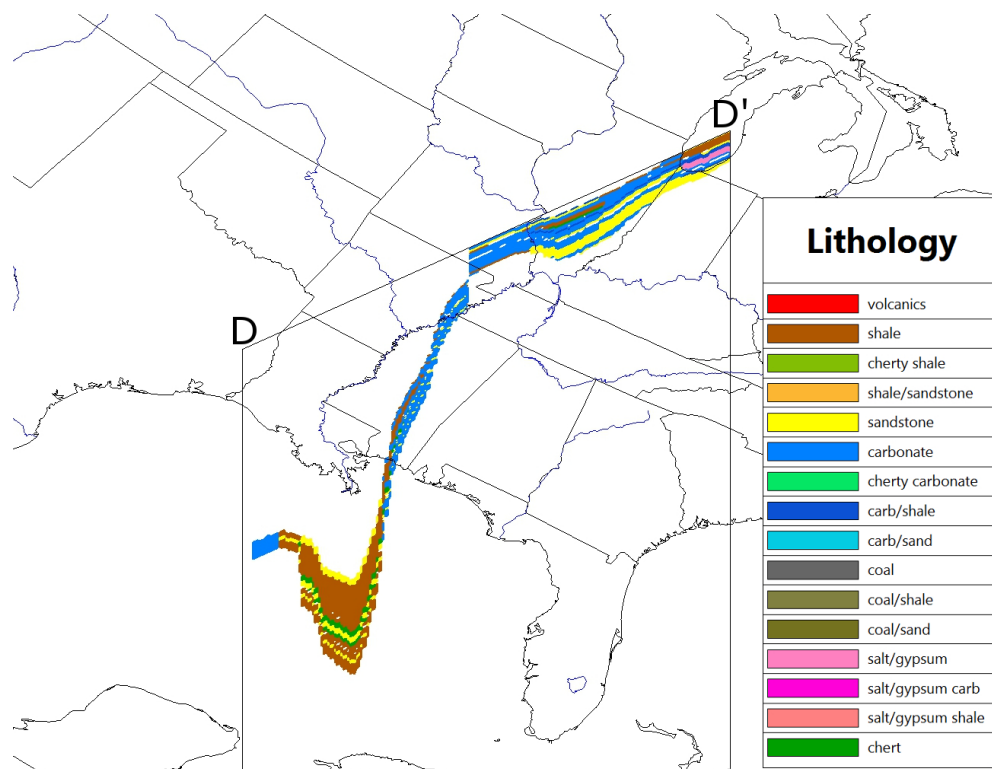 D'
D
Lithology
volcanics
shale
cherty shale
shale/sandstone
sandstone
carbonate
cherty carbonate
carb/shale
carb/sand
coal
coal/shale
coal/sand
salt/gypsum
salt/gypsum carb
salt/gypsum shale
chert